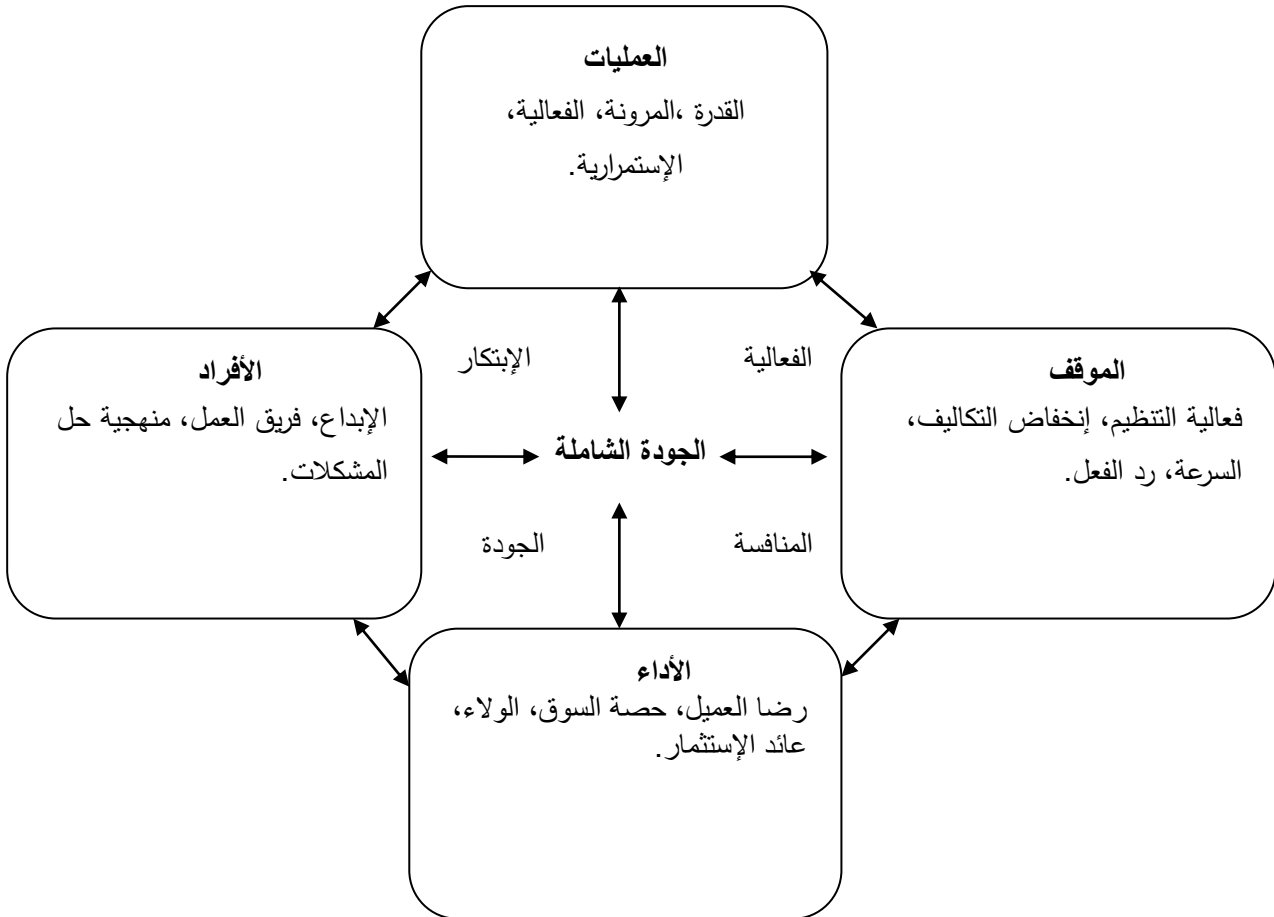 العمليات
القدرة ،المرونة، الفعالية،
الإستمرارية.
الفعالية
الإبتكار
الموقف
فعالية التنظيم، إنخفاض التكاليف،
السرعة، رد الفعل.
الجودة الشاملة
الأفراد
الإبداع، فريق العمل، منهجية حل
المشكلات.
المنافسة
الجودة
الأداء
رضا العميل، حصة السوق، الولاء،
عائد الإستثمار.